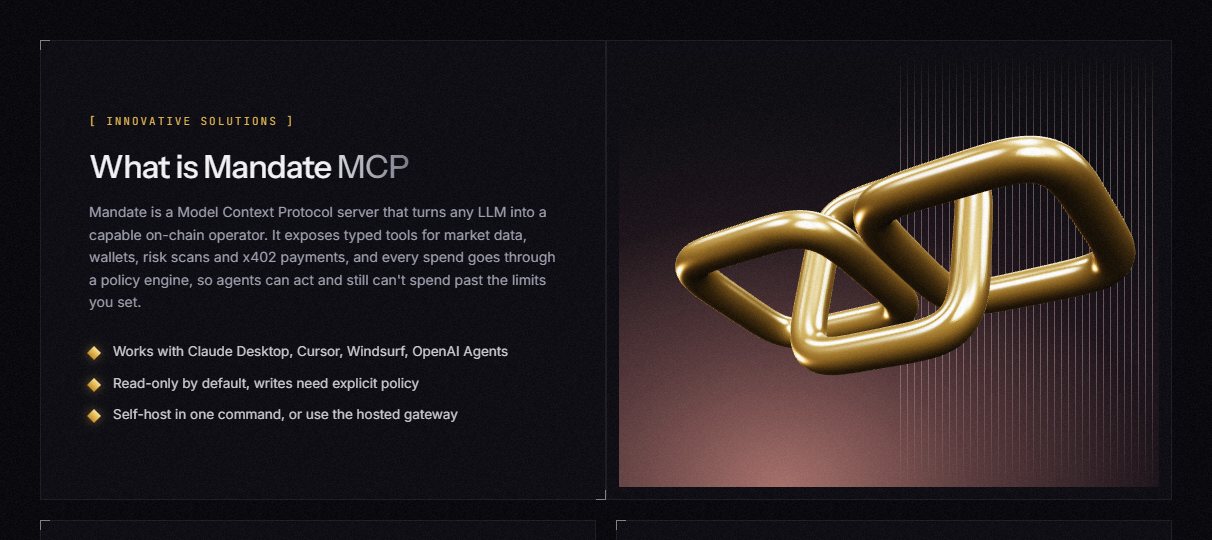 [ INNOVATIVE SOLUTIONS ]
What is Mandate MCP
Mandate is a Model Context Protocol server that turns any LLM into a
capable on-chain operator. It exposes typed tools for market data,
wallets, risk scans and x402 payments, and every spend goes through
a policy engine, so agents can act and still can't spend past the limits
you set.
Works with Claude Desktop, Cursor, Windsurf, OpenAI Agents
Read-only by default, writes need explicit policy
Self-host in one command, or use the hosted gateway